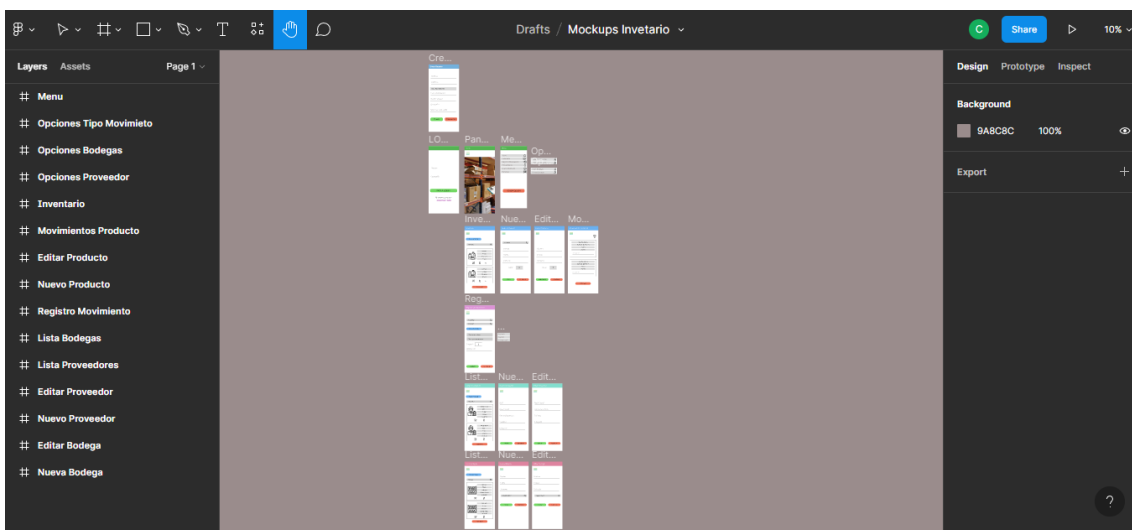 Drafts / Mockups Invetario
C
Share
10%
Layers Assets Page 1
Design Prototype Inspect
Menu
Opciones Tipo Movimieto
Opciones Bodegas
Opciones Proveedor
Inventario
Movimientos Producto
Editar Producto
Nuevo Producto
Registro Movimiento
Lista Bodegas
Lista Proveedores
Editar Proveedor
Nuevo Proveedor
Editar Bodega
Nueva Bodega
Cre...
LO... Pan... Me...
Op...
Inve... Nue... Edit... Mo...
Reg...
...
List... Nue... Edit...
List... Nue... Edit...
Background
9A8C8C 100%
Export
?